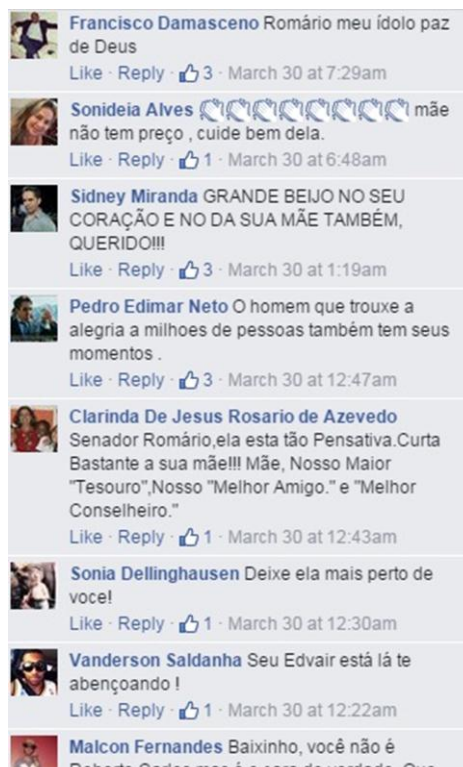 Francisco Damasceno Romário meu ídolo paz
de Deus
Like · Reply · 3 · March 30 at 7:29am
Sonideia Alves 👏👏👏👏👏👏👏👏 mãe
não tem preço , cuide bem dela.
Like · Reply · 1 · March 30 at 6:48am
Sidney Miranda GRANDE BEIJO NO SEU
CORAÇÃO E NO DA SUA MÃE TAMBÉM,
QUERIDO!!!
Like · Reply · 3 · March 30 at 1:19am
Pedro Edimar Neto O homem que trouxe a
alegria a milhoes de pessoas também tem seus
momentos .
Like · Reply · 3 · March 30 at 12:47am
Clarinda De Jesus Rosario de Azevedo
Senador Romário,ela esta tão Pensativa.Curta
Bastante a sua mãe!!! Mãe, Nosso Maior
"Tesouro",Nosso "Melhor Amigo." e "Melhor
Conselheiro."
Like · Reply · 1 · March 30 at 12:43am
Sonia Dellinghausen Deixe ela mais perto de
voce!
Like · Reply · 1 · March 30 at 12:30am
Vanderson Saldanha Seu Edvair está lá te
abençoando !
Like · Reply · 1 · March 30 at 12:22am
Malcon Fernandes Baixinho, você não é